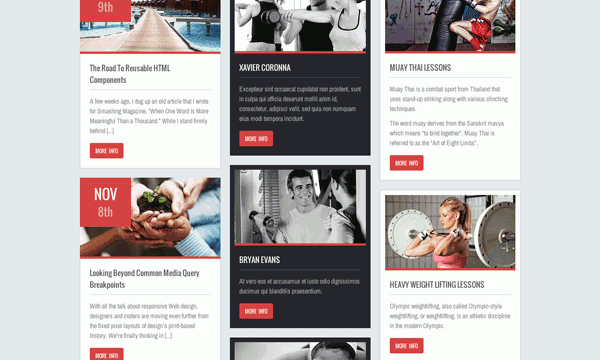 9th
The Road To Reusable HTML
Components
A few weeks ago, I dug up an old article that I wrote
for Smashing Magazine, "When One Word Is More
Meaningful Than a Thousand." While I stand firmly
behind [...]
MORE INFO
NOV
8th
Looking Beyond Common Media Query
Breakpoints
With all the talk about responsive Web design,
designers and coders are moving even further from
the fixed pixel layouts of design's print-based
history. We're finally thinking in [...]
MORE INFO
XAVIER CORONNA
Excepteur sint occaecat cupidatat non proident, sunt
in culpa qui officia deserunt mollit anim id,
consectetur, adipisci velit, sed quia non numquam
eius modi tempora incidunt.
MORE INFO
BRYAN EVANS
At vero eos et accusamus et iusto odio dignissimos
ducimus qui blanditiis praesentium.
MORE INFO
MUAY THAI LESSONS
Muay Thai is a combat sport from Thailand that
uses stand-up striking along with various clinching
techniques.
The word muay derives from the Sanskrit mavya
which means "to bind together". Muay Thai is
referred to as the "Art of Eight Limbs".
MORE INFO
HEAVY WEIGHT LIFTING LESSONS
Olympic weightlifting, also called Olympic-style
weightlifting, or weightlifting, is an athletic discipline
in the modern Olympic.
MORE INFO